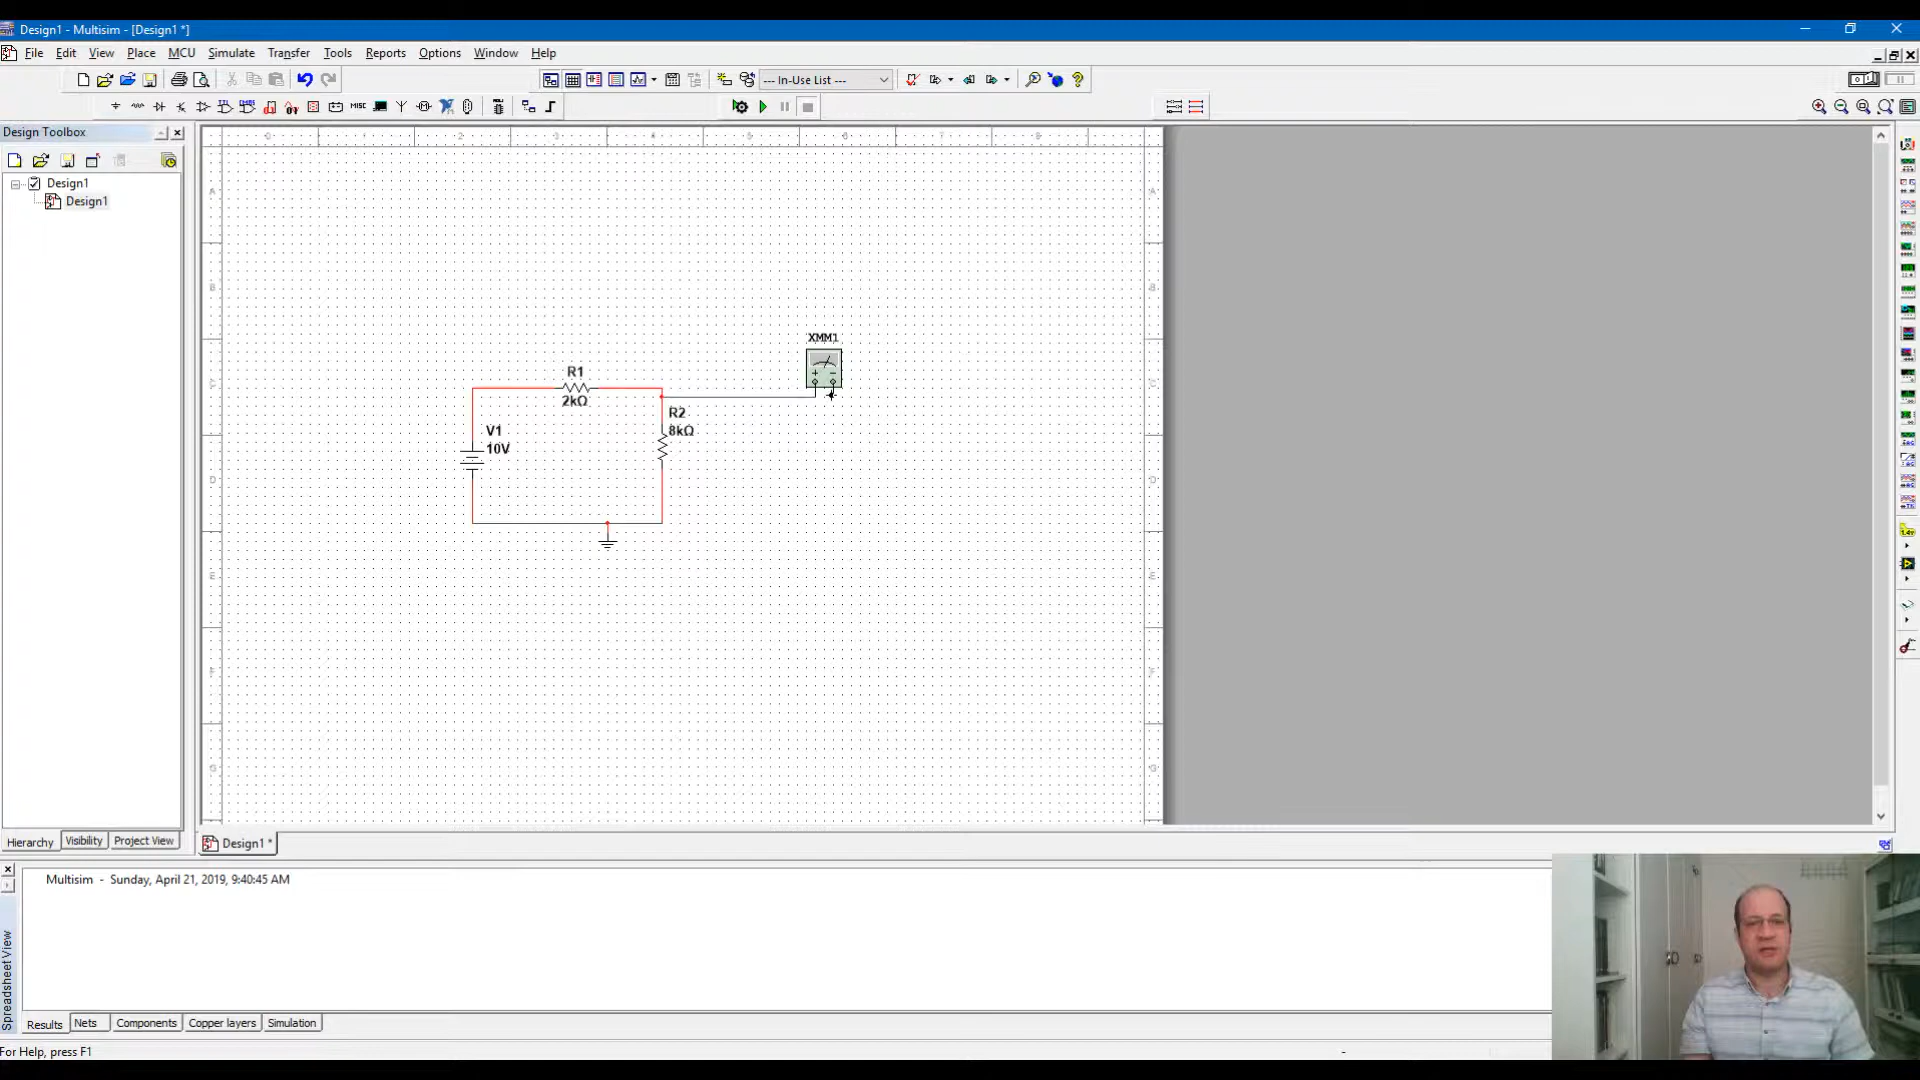 Design1 - Multisim - [Design1 *]
File Edit View Place MCU Simulate Transfer Tools Reports Options Window Help
--- In-Use List ---
Design Toolbox
Design1
Design1
XMM1
R1
2kΩ
R2
8kΩ
V1
10V
A
B
C
D
E
F
G
Hierarchy Visibility Project View
Design1 *
Multisim - Sunday, April 21, 2019, 9:40:45 AM
Spreadsheet View
Results Nets Components Copper layers Simulation
For Help, press F1